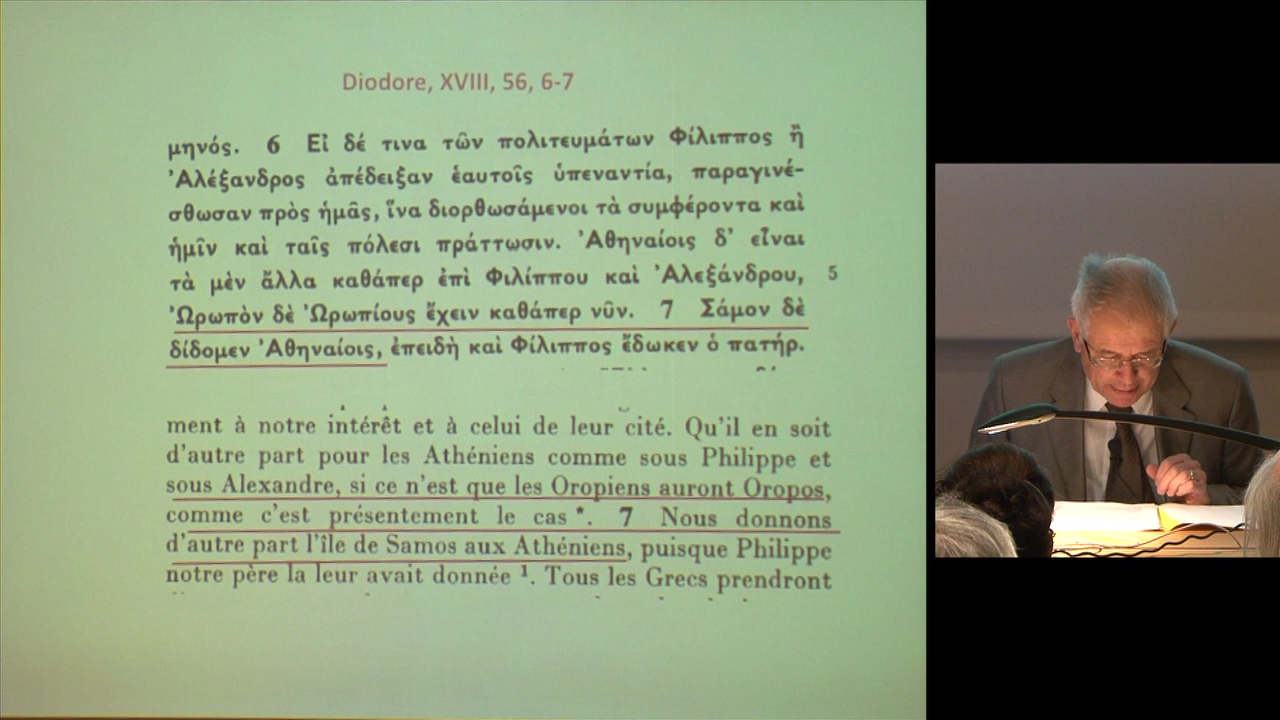 Diodore, XVIII, 56, 6-7
μηνός. 6 Εἰ δέ τινα τῶν πολιτευμάτων Φίλιππος ἢ
Ἀλέξανδρος ἀπέδειξαν ἑαυτοῖς ὑπεναντία, παραγινέ-
σθωσαν πρὸς ἡμᾶς, ἵνα διορθωσάμενοι τὰ συμφέροντα καὶ
ἡμῖν καὶ ταῖς πόλεσι πράττωσιν. Ἀθηναίοις δ' εἶναι
τὰ μὲν ἄλλα καθάπερ ἐπὶ Φιλίππου καὶ Ἀλεξάνδρου, 5
Ὠρωπὸν δὲ Ὠρωπίους ἔχειν καθάπερ νῦν. 7 Σάμον δὲ
δίδομεν Ἀθηναίοις, ἐπειδὴ καὶ Φίλιππος ἔδωκεν ὁ πατήρ.
ment à notre intérêt et à celui de leur cité. Qu'il en soit
d'autre part pour les Athéniens comme sous Philippe et
sous Alexandre, si ce n'est que les Oropiens auront Oropos,
comme c'est présentement le cas *. 7 Nous donnons
d'autre part l'île de Samos aux Athéniens, puisque Philippe
notre père la leur avait donnée ¹. Tous les Grecs prendront